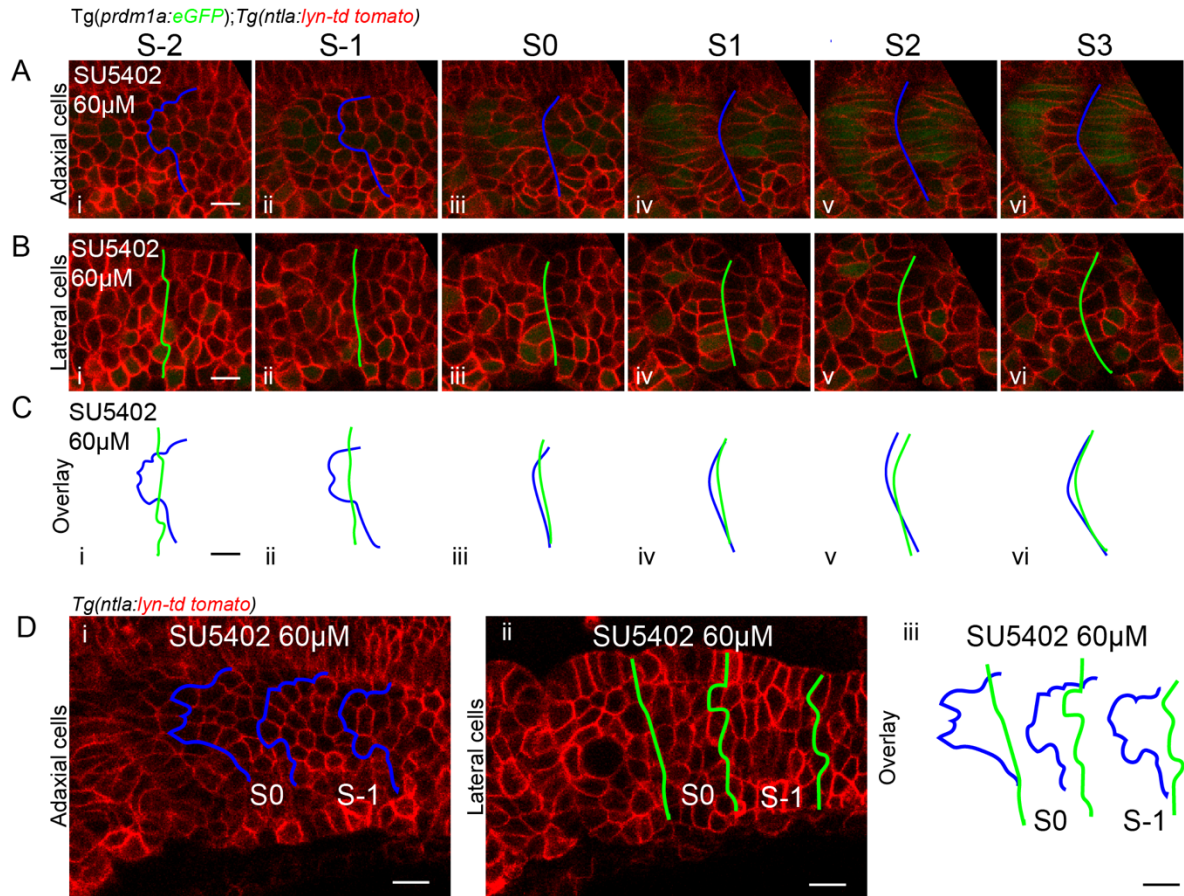 Tg(prdm1a:eGFP);Tg(ntla:lyn-td tomato)
S-2 S-1 S0 S1 S2 S3
A
Adaxial cells
SU5402
60µM
i ii iii iv v vi
B
Lateral cells
SU5402
60µM
i ii iii iv v vi
C
Overlay
SU5402
60µM
i ii iii iv v vi
Tg(ntla:lyn-td tomato)
D
Adaxial cells
i
SU5402 60µM
S0 S-1
Lateral cells
ii
SU5402 60µM
S0 S-1
Overlay
iii
SU5402 60µM
S0 S-1